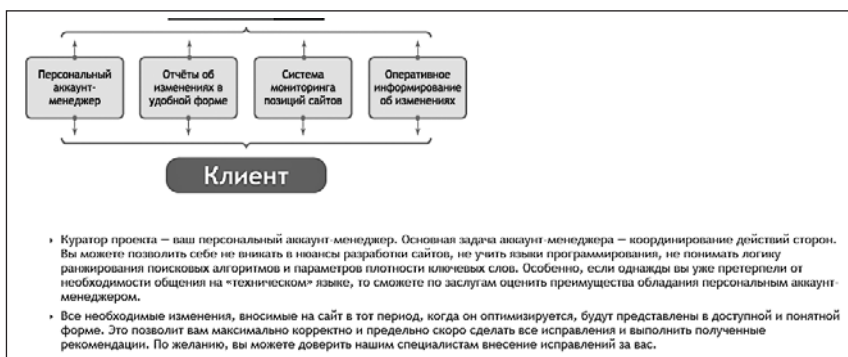 Персональный
аккаунт-
менеджер
Отчёты об
изменениях в
удобной форме
Система
мониторинга
позиций сайтов
Оперативное
информирование
об изменениях
Клиент
Куратор проекта — ваш персональный аккаунт-менеджер. Основная задача аккаунт-менеджера — координирование действий сторон.
Вы можете позволить себе не вникать в нюансы разработки сайтов, не учить языки программирования, не понимать логику
ранжирования поисковых алгоритмов и параметров плотности ключевых слов. Особенно, если однажды вы уже претерпели от
необходимости общения на «техническом» языке, то сможете по заслугам оценить преимущества обладания персональным аккаунт-
менеджером.
Все необходимые изменения, вносимые на сайт в тот период, когда он оптимизируется, будут представлены в доступной и понятной
форме. Это позволит вам максимально корректно и предельно скоро сделать все исправления и выполнить полученные
рекомендации. По желанию, вы можете доверить нашим специалистам внесение исправлений за вас.